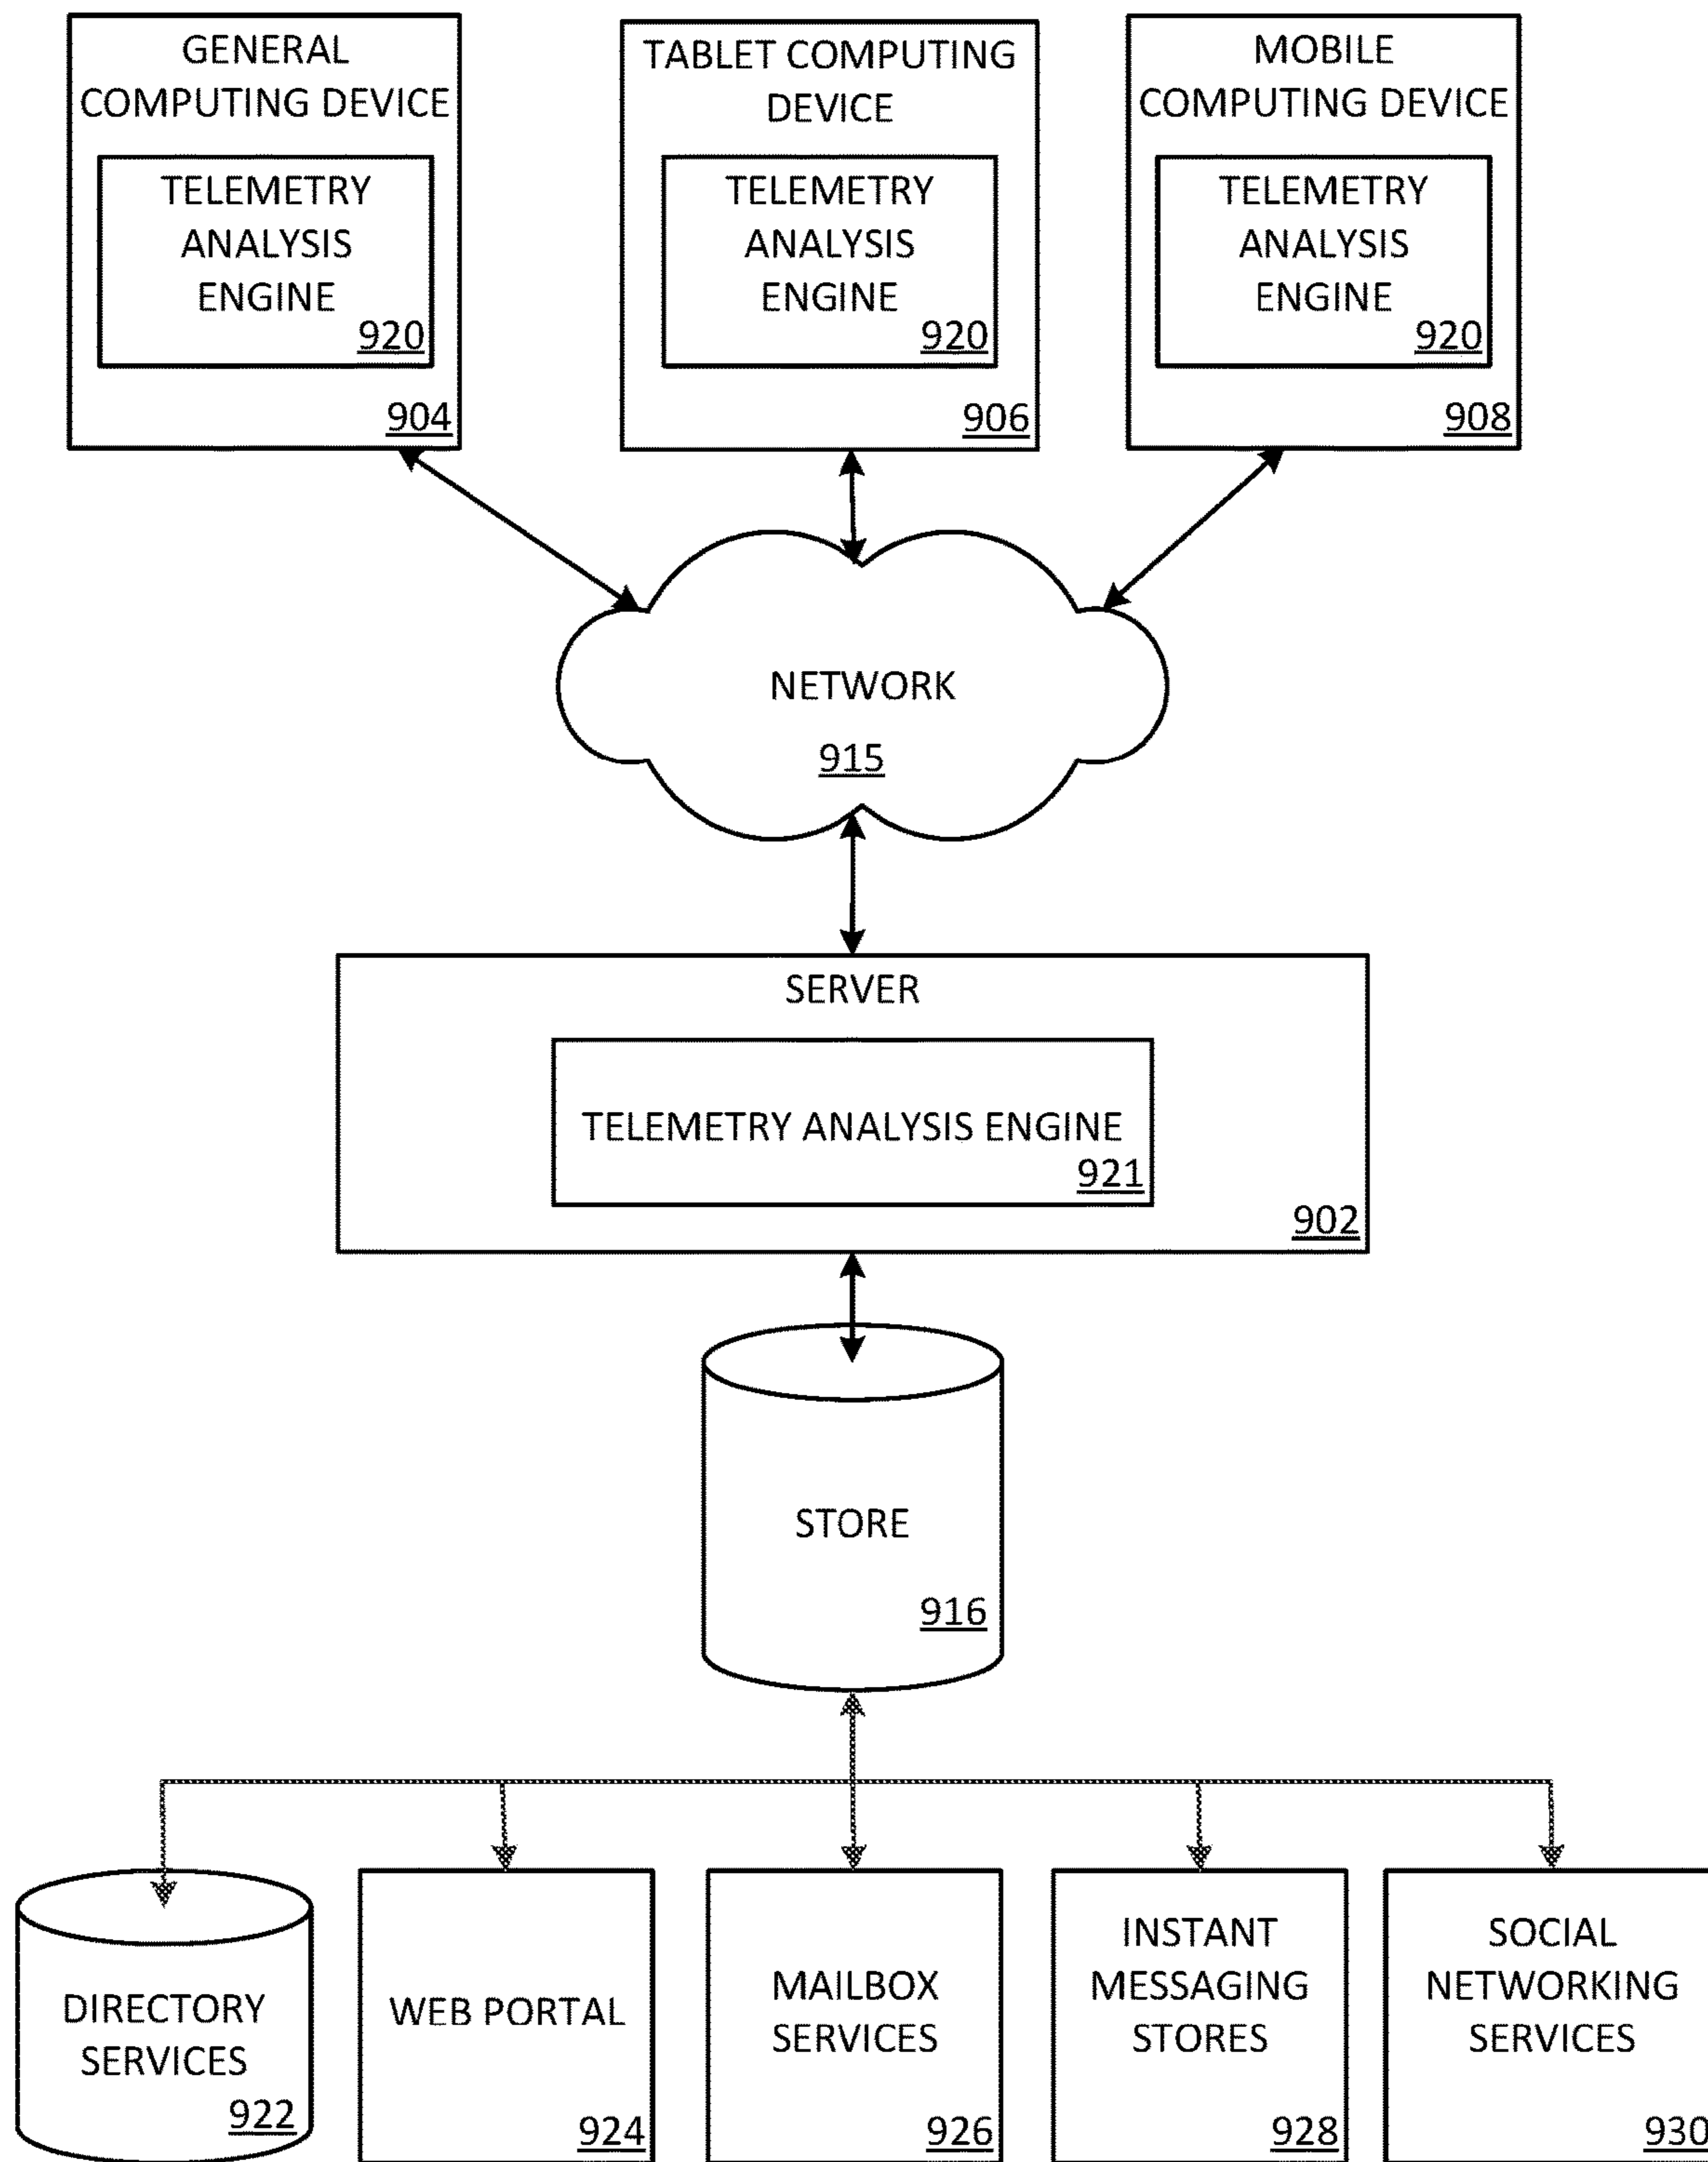 GENERAL
COMPUTING DEVICE
TELEMETRY
ANALYSIS
ENGINE
920
904
TABLET COMPUTING
DEVICE
TELEMETRY
ANALYSIS
ENGINE
920
906
MOBILE
COMPUTING DEVICE
TELEMETRY
ANALYSIS
ENGINE
920
908
NETWORK
915
SERVER
TELEMETRY ANALYSIS ENGINE
921
902
STORE
916
DIRECTORY
SERVICES
922
WEB PORTAL
924
MAILBOX
SERVICES
926
INSTANT
MESSAGING
STORES
928
SOCIAL
NETWORKING
SERVICES
930